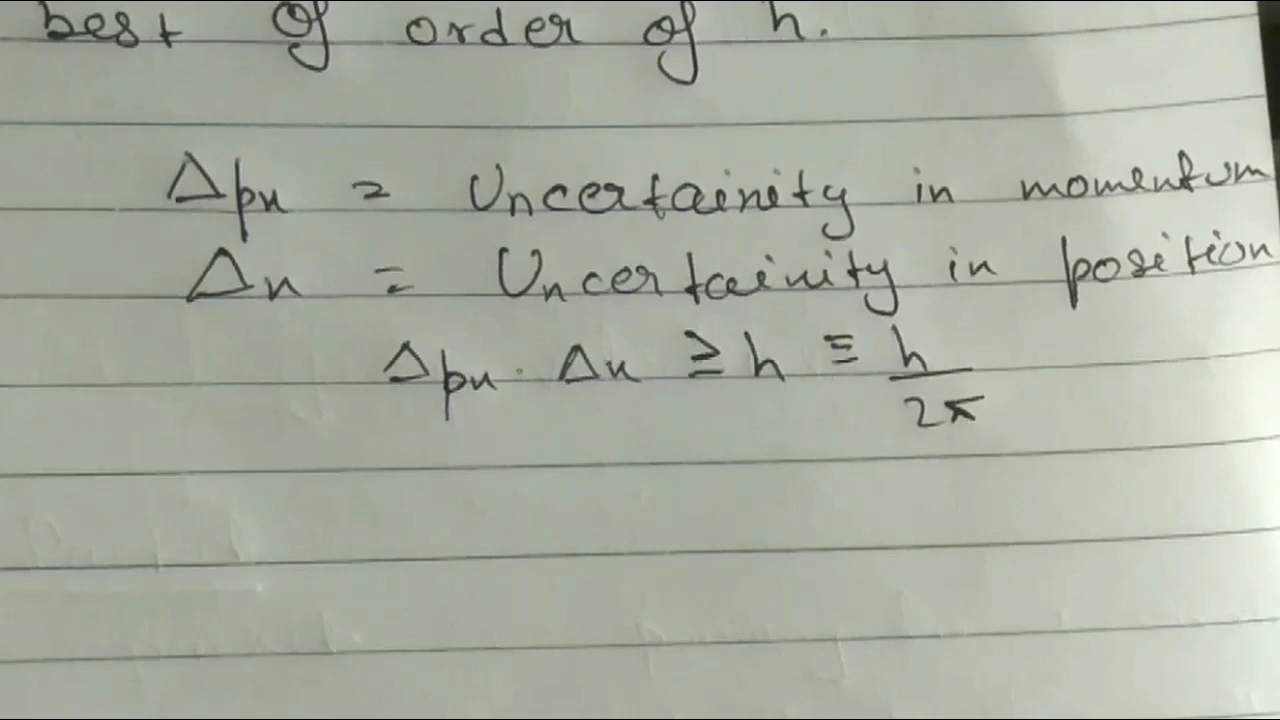 best of order of h.
Δpx = Uncertainity in momentum
Δx = Uncertainity in position
Δpx . Δx ≥ h ≡ h/2π